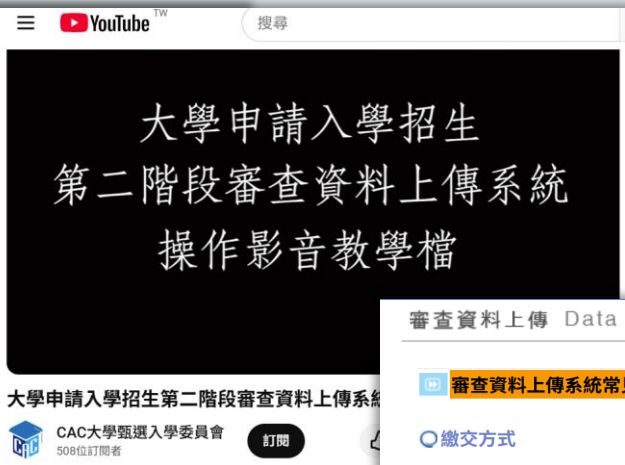 YouTube TW
搜尋
大學申請入學招生
第二階段審查資料上傳系統
操作影音教學檔
大學申請入學招生第二階段審查資料上傳系統
CAC大學甄選入學委員會
508位訂閱者
訂閱
審查資料上傳 Data
審查資料上傳系統常
繳交方式